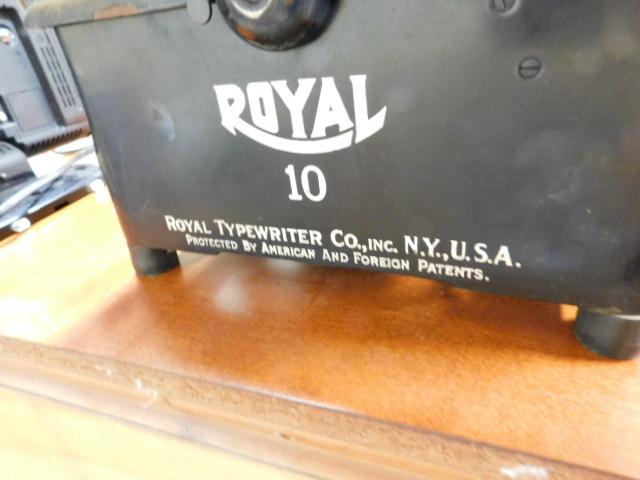 ROYAL
10
ROYAL TYPEWRITER CO., INC. N.Y., U.S.A.
PROTECTED BY AMERICAN AND FOREIGN PATENTS.